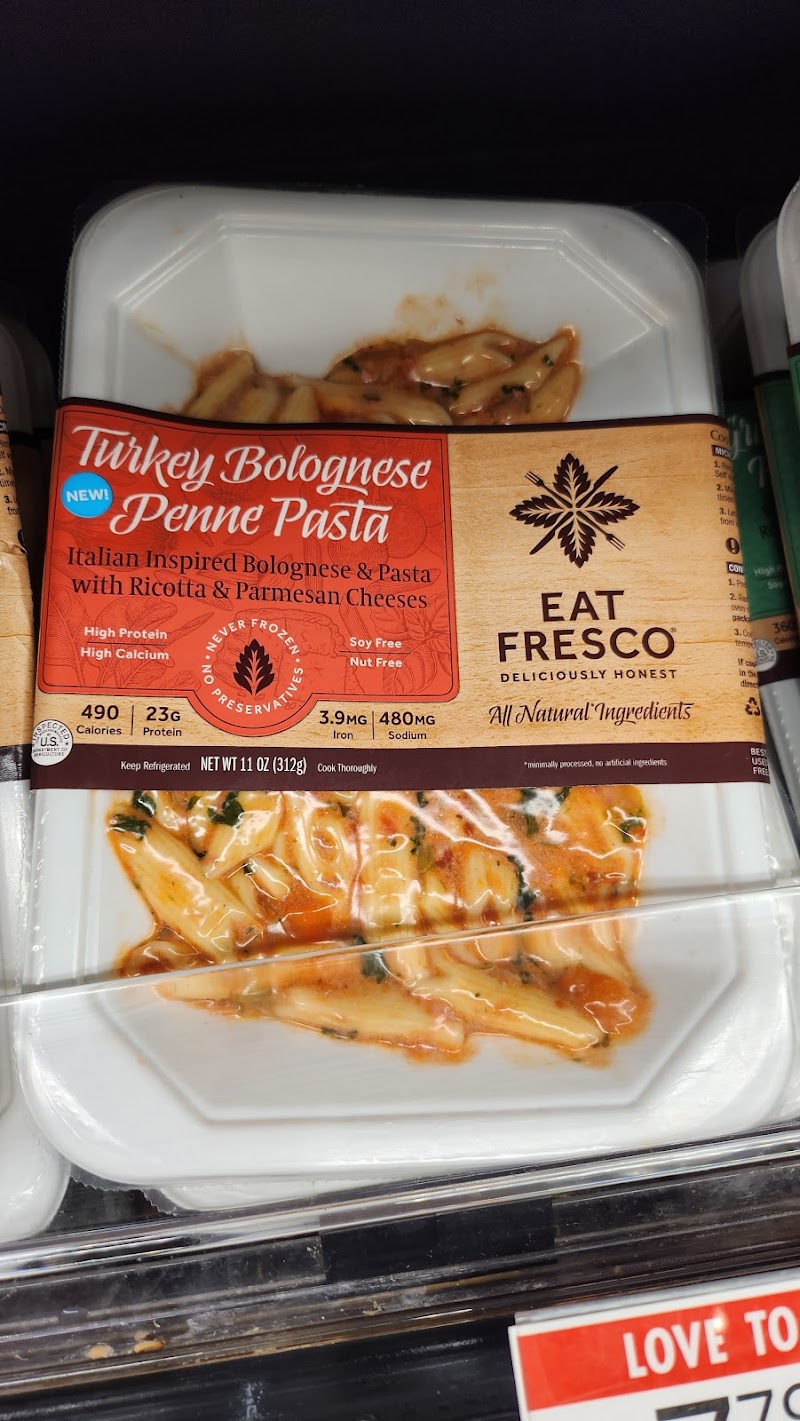 Turkey Bolognese
NEW!
Penne Pasta
Italian Inspired Bolognese & Pasta
with Ricotta & Parmesan Cheeses
High Protein
High Calcium
NEVER FROZEN
NO PRESERVATIVES
Soy Free
Nut Free
490
Calories
23G
Protein
3.9MG
Iron
480MG
Sodium
INSPECTED
U.S.
DEPARTMENT OF
AGRICULTURE
Keep Refrigerated NET WT 11 OZ (312g) Cook Thoroughly
EAT
FRESCO®
DELICIOUSLY HONEST
All Natural* Ingredients
*minimally processed, no artificial ingredients
LOVE TO